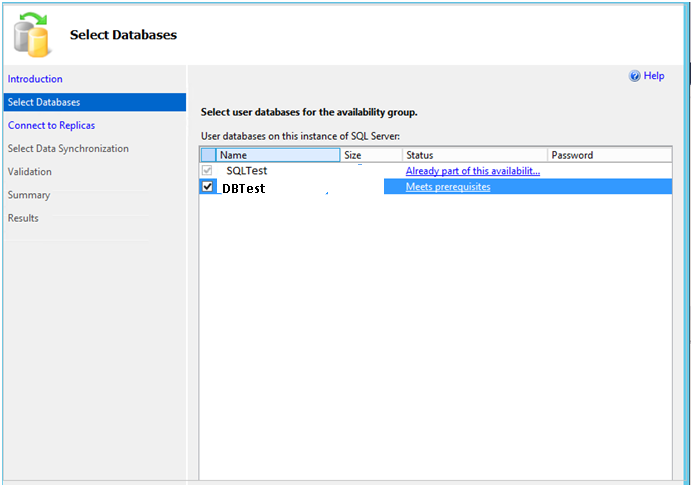 Select Databases
Introduction
Help
Select Databases
Select user databases for the availability group.
Connect to Replicas
User databases on this instance of SQL Server:
Select Data Synchronization
Name Size Status Password
Validation
SQLTest Already part of this availabilit...
DBTest Meets prerequisites
Summary
Results